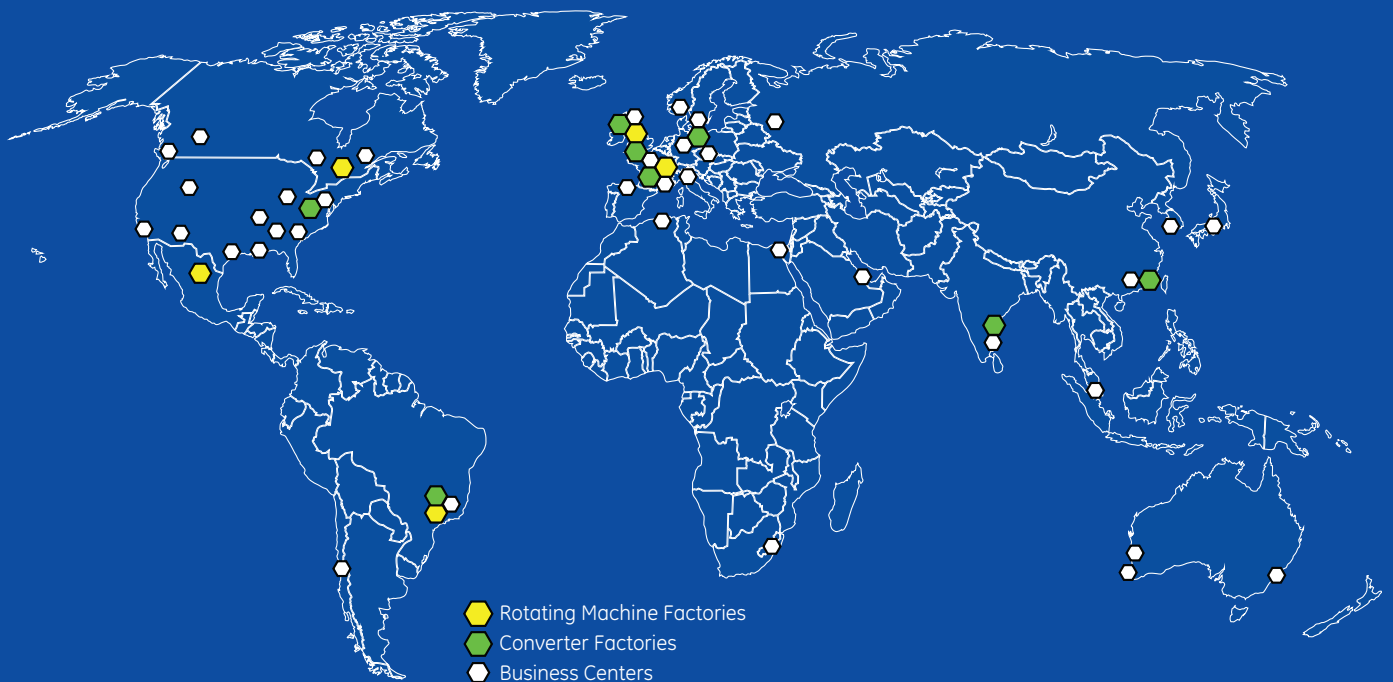 Rotating Machine Factories
Converter Factories
Business Centers